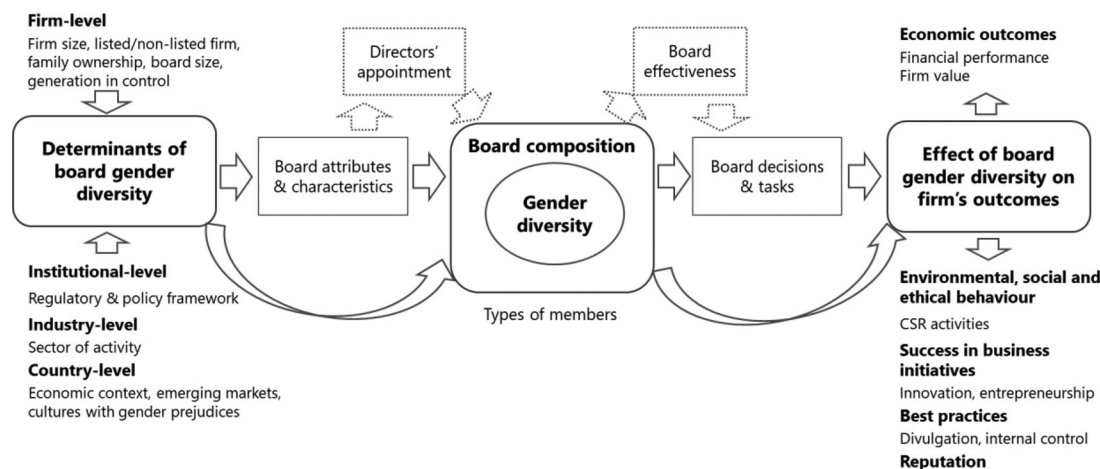 Firm-level
Firm size, listed/non-listed firm,
family ownership, board size,
generation in control
Determinants of
board gender
diversity
Institutional-level
Regulatory & policy framework
Industry-level
Sector of activity
Country-level
Economic context, emerging markets,
cultures with gender prejudices
Board attributes
& characteristics
Directors'
appointment
Board composition
Gender
diversity
Types of members
Board
effectiveness
Board decisions
& tasks
Economic outcomes
Financial performance
Firm value
Effect of board
gender diversity on
firm's outcomes
Environmental, social and
ethical behaviour
CSR activities
Success in business
initiatives
Innovation, entrepreneurship
Best practices
Divulgation, internal control
Reputation